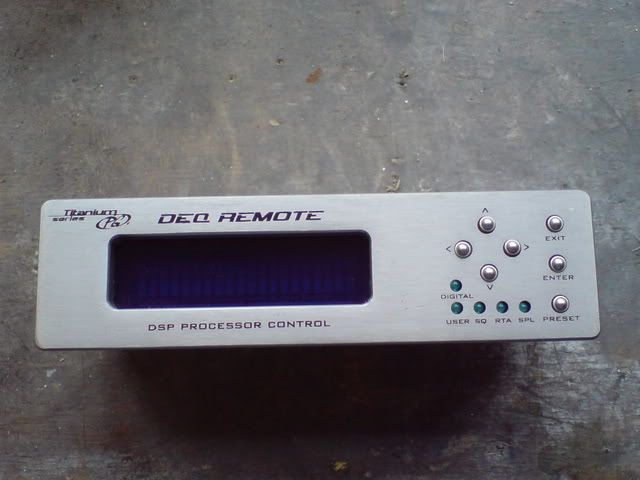 Titanium
series
DEQ REMOTE
DSP PROCESSOR CONTROL
^
<
>
v
EXIT
ENTER
PRESET
DIGITAL
USER SQ RTA SPL